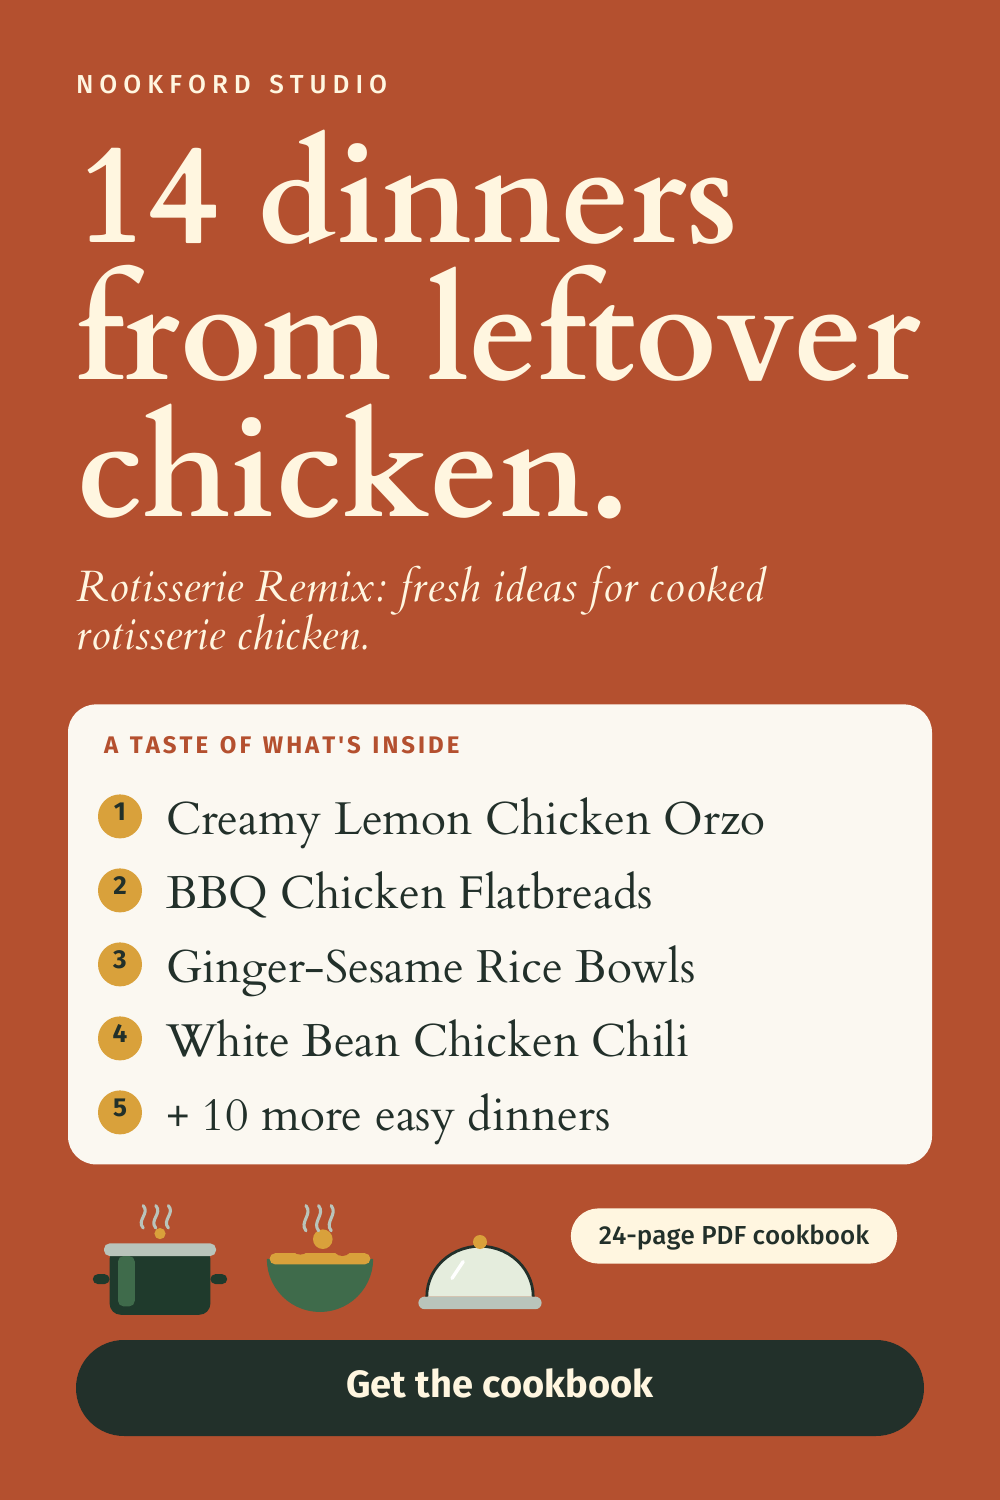 NOOKFORD STUDIO
14 dinners
from leftover
chicken.
Rotisserie Remix: fresh ideas for cooked
rotisserie chicken.
A TASTE OF WHAT'S INSIDE
1 Creamy Lemon Chicken Orzo
2 BBQ Chicken Flatbreads
3 Ginger-Sesame Rice Bowls
4 White Bean Chicken Chili
5 + 10 more easy dinners
24-page PDF cookbook
Get the cookbook